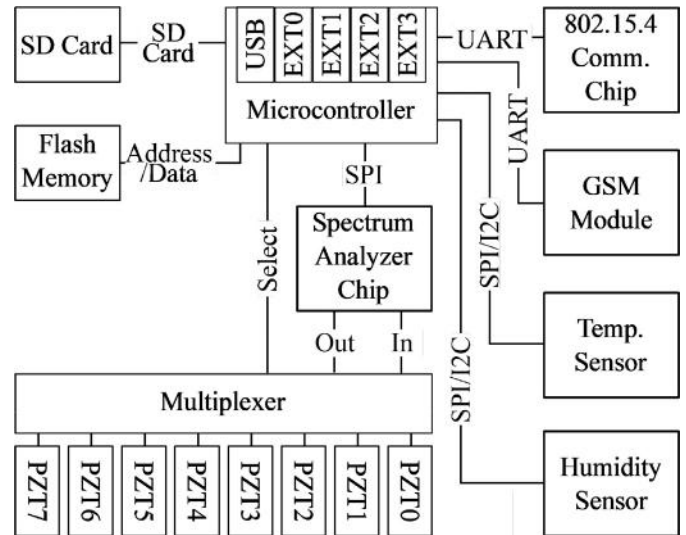 SD Card
SD
Card
USB
EXT0
EXT1
EXT2
EXT3
Microcontroller
UART
802.15.4
Comm.
Chip
Flash
Memory
Address
/Data
SPI
UART
GSM
Module
Select
Spectrum
Analyzer
Chip
SPI/I2C
Out
In
Temp.
Sensor
Multiplexer
SPI/I2C
PZT7
PZT6
PZT5
PZT4
PZT3
PZT2
PZT1
PZT0
Humidity
Sensor